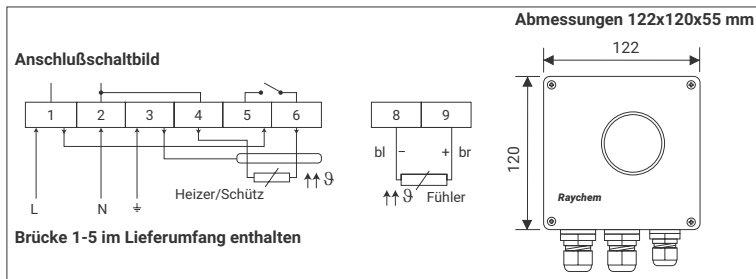 Abmessungen 122x120x55 mm
Anschlußschaltbild
122
1 2 3 4 5 6
8 9
bl − + br
120
Heizer/Schütz
↑↑ϑ
↑↑ϑ
Fühler
Raychem
L N
Brücke 1-5 im Lieferumfang enthalten